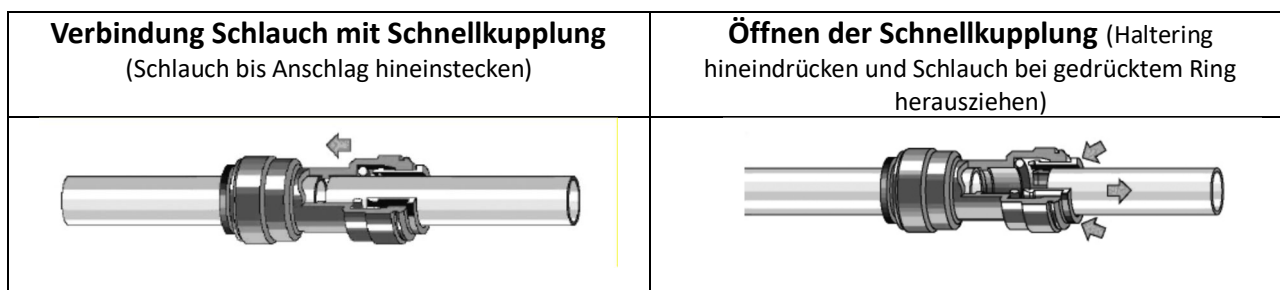 Verbindung Schlauch mit Schnellkupplung
(Schlauch bis Anschlag hineinstecken)
Öffnen der Schnellkupplung (Haltering
hineindrücken und Schlauch bei gedrücktem Ring
herausziehen)